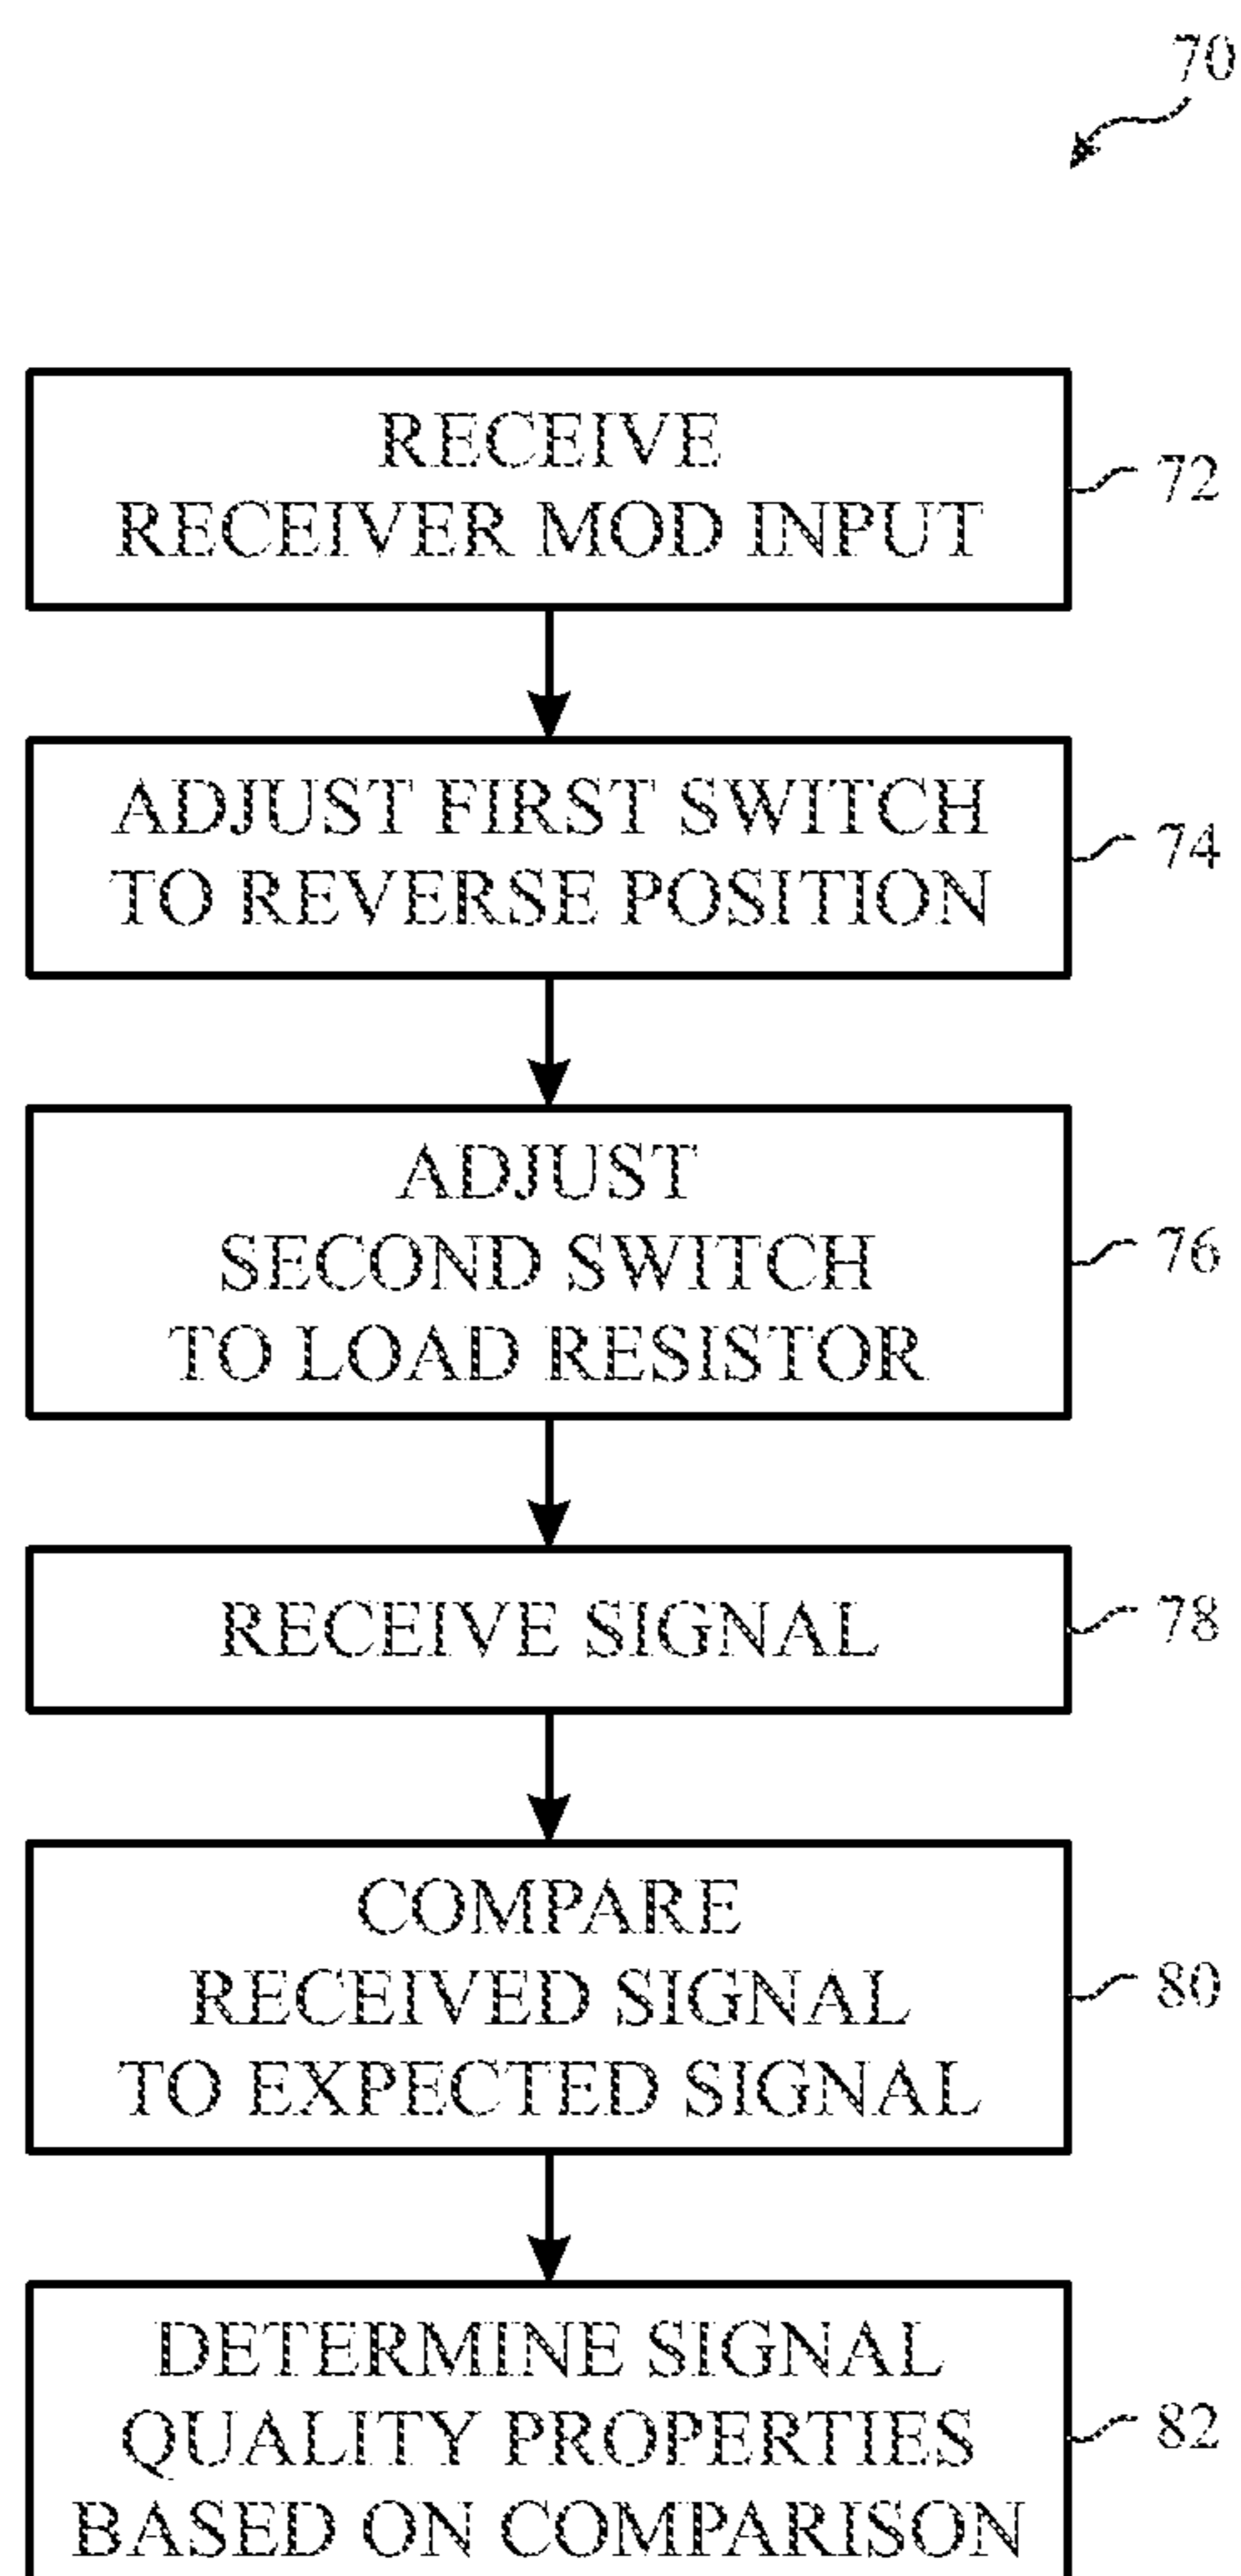 70
RECEIVE
RECEIVER MOD INPUT
72
ADJUST FIRST SWITCH
TO REVERSE POSITION
74
ADJUST
SECOND SWITCH
TO LOAD RESISTOR
76
RECEIVE SIGNAL
78
COMPARE
RECEIVED SIGNAL
TO EXPECTED SIGNAL
80
DETERMINE SIGNAL
QUALITY PROPERTIES
BASED ON COMPARISON
82